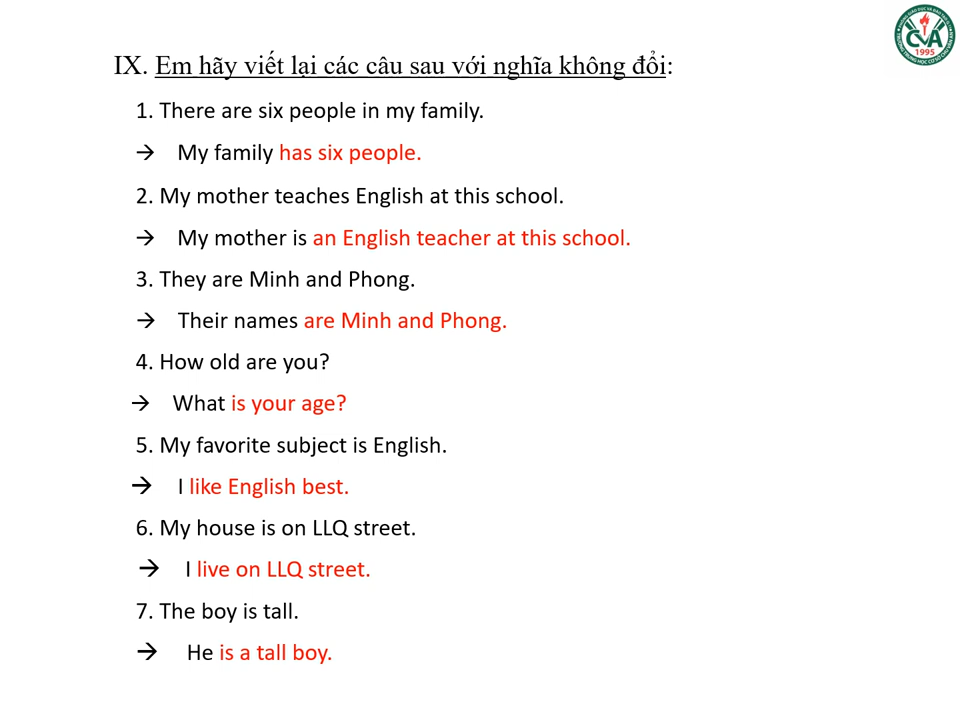 CVA
1995
IX. Em hãy viết lại các câu sau với nghĩa không đổi:
1. There are six people in my family.
→ My family has six people.
2. My mother teaches English at this school.
→ My mother is an English teacher at this school.
3. They are Minh and Phong.
→ Their names are Minh and Phong.
4. How old are you?
→ What is your age?
5. My favorite subject is English.
→ I like English best.
6. My house is on LLQ street.
→ I live on LLQ street.
7. The boy is tall.
→ He is a tall boy.